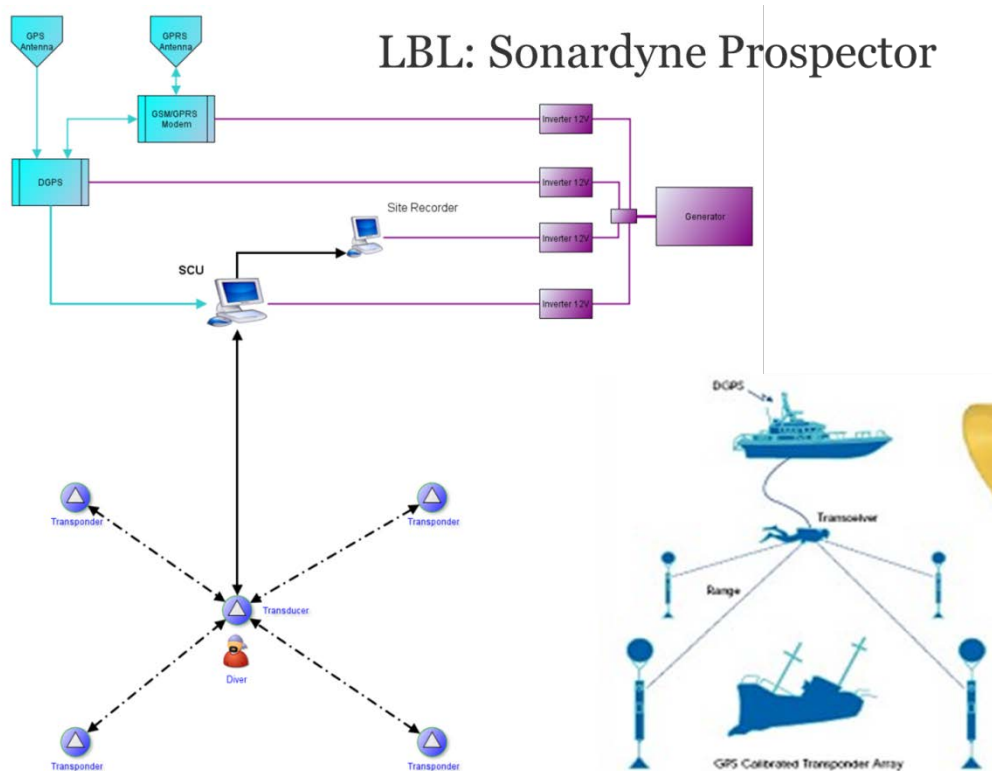 LBL: Sonardyne Prospector
GPS
Antenna
GPRS
Antenna
GSM/GPRS
Modem
Inverter 12V
DGPS
Inverter 12V
Site Recorder
Generator
Inverter 12V
SCU
Inverter 12V
DGPS
Transponder
Transponder
Transceiver
Range
Transducer
Diver
Transponder
Transponder
GPS Calibrated Transponder Array